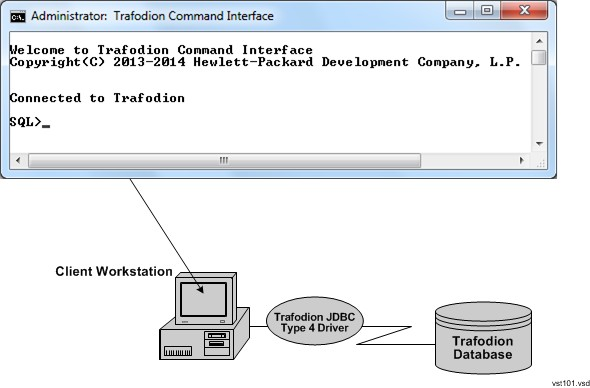 Administrator: Trafodion Command Interface
Welcome to Trafodion Command Interface
Copyright(C) 2013-2014 Hewlett-Packard Development Company, L.P.
Connected to Trafodion
SQL>_
Client Workstation
Trafodion JDBC
Type 4 Driver
Trafodion
Database
vst101.vsd